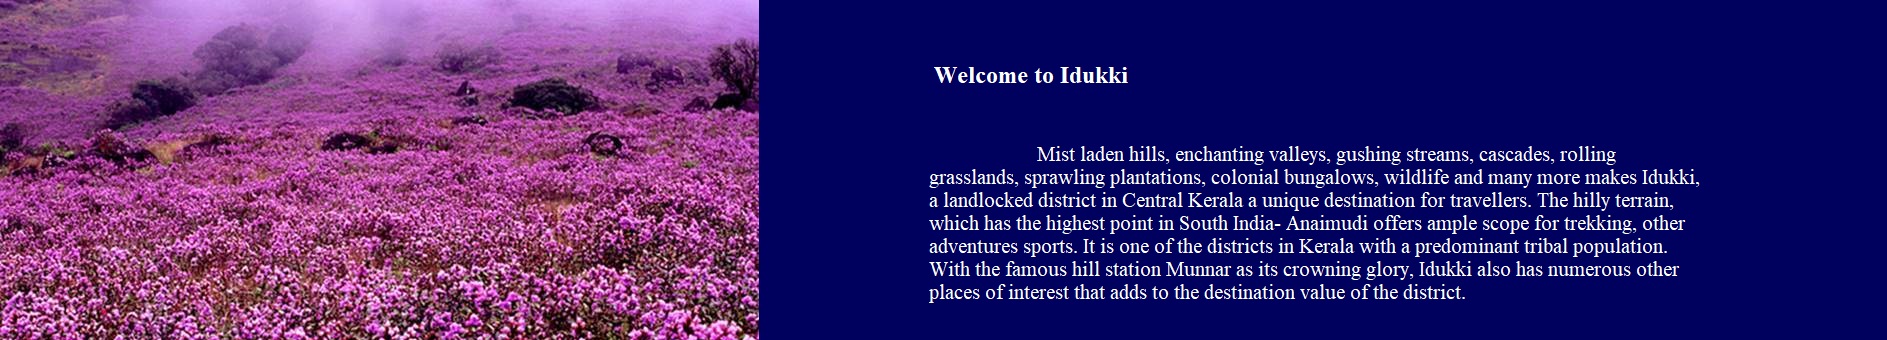 Welcome to Idukki
Mist laden hills, enchanting valleys, gushing streams, cascades, rolling
grasslands, sprawling plantations, colonial bungalows, wildlife and many more makes Idukki,
a landlocked district in Central Kerala a unique destination for travellers. The hilly terrain,
which has the highest point in South India- Anaimudi offers ample scope for trekking, other
adventures sports. It is one of the districts in Kerala with a predominant tribal population.
With the famous hill station Munnar as its crowning glory, Idukki also has numerous other
places of interest that adds to the destination value of the district.